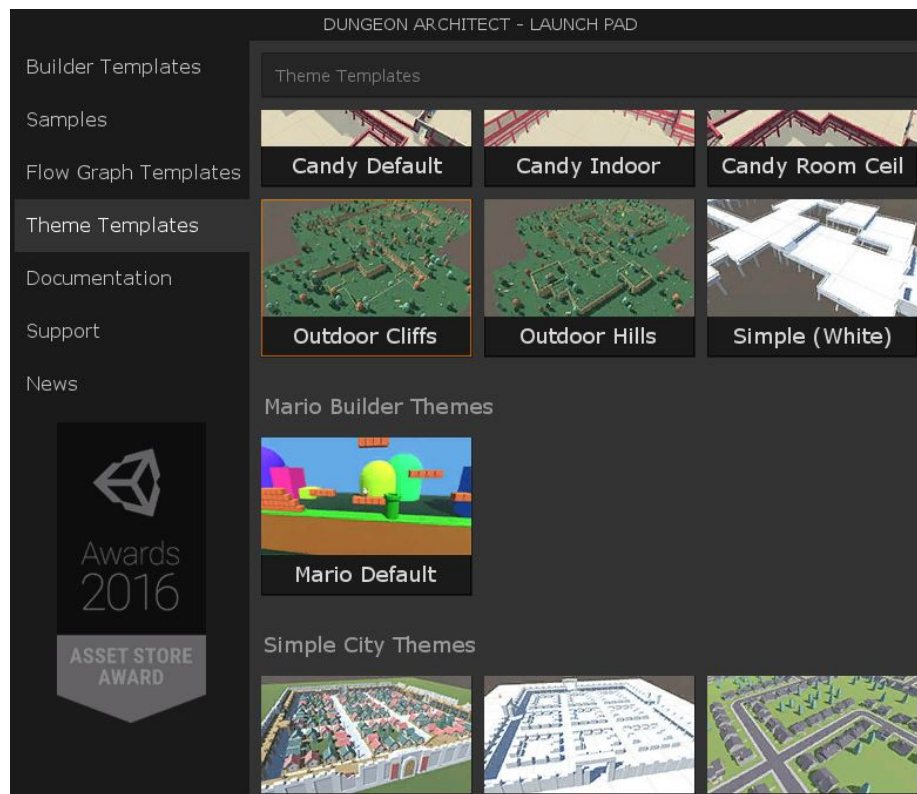 DUNGEON ARCHITECT - LAUNCH PAD
Builder Templates
Samples
Flow Graph Templates
Theme Templates
Documentation
Support
News
Awards
2016
ASSET STORE
AWARD
Theme Templates
Candy Default
Candy Indoor
Candy Room Ceil
Outdoor Cliffs
Outdoor Hills
Simple (White)
Mario Builder Themes
Mario Default
Simple City Themes